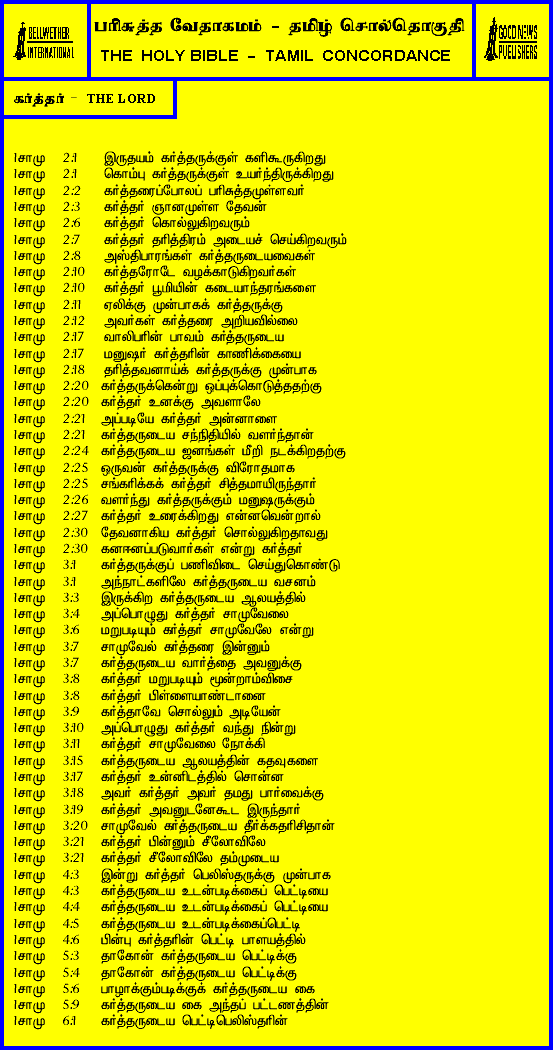 BELLWETHER
INTERNATIONAL
பரிசுத்த வேதாகமம் - தமிழ் சொல்தொகுதி
THE HOLY BIBLE - TAMIL CONCORDANCE
GOOD NEWS
PUBLISHERS
கர்த்தர் - THE LORD
1சாமு 2:1 இருதயம் கர்த்தருக்குள் களிகூருகிறது
1சாமு 2:1 கொம்பு கர்த்தருக்குள் உயர்ந்திருக்கிறது
1சாமு 2:2 கர்த்தரைப்போலப் பரிசுத்தமுள்ளவர்
1சாமு 2:3 கர்த்தர் ஞானமுள்ள தேவன்
1சாமு 2:6 கர்த்தர் கொல்லுகிறவரும்
1சாமு 2:7 கர்த்தர் தரித்திரம் அடையச் செய்கிறவரும்
1சாமு 2:8 அஸ்திபாரங்கள் கர்த்தருடையவைகள்
1சாமு 2:10 கர்த்தரோடே வழக்காடுகிறவர்கள்
1சாமு 2:10 கர்த்தர் பூமியின் கடையாந்தரங்களை
1சாமு 2:11 ஏலிக்கு முன்பாகக் கர்த்தருக்கு
1சாமு 2:12 அவர்கள் கர்த்தரை அறியவில்லை
1சாமு 2:17 வாலிபரின் பாவம் கர்த்தருடைய
1சாமு 2:17 மனுஷர் கர்த்தரின் காணிக்கையை
1சாமு 2:18 தரித்தவனாய்க் கர்த்தருக்கு முன்பாக
1சாமு 2:20 கர்த்தருக்கென்று ஒப்புக்கொடுத்ததற்கு
1சாமு 2:20 கர்த்தர் உனக்கு அவளாலே
1சாமு 2:21 அப்படியே கர்த்தர் அன்னாளை
1சாமு 2:21 கர்த்தருடைய சந்நிதியில் வளர்ந்தான்
1சாமு 2:24 கர்த்தருடைய ஜனங்கள் மீறி நடக்கிறதற்கு
1சாமு 2:25 ஒருவன் கர்த்தருக்கு விரோதமாக
1சாமு 2:25 சங்கரிக்கக் கர்த்தர் சித்தமாயிருந்தார்
1சாமு 2:26 வளர்ந்து கர்த்தருக்கும் மனுஷருக்கும்
1சாமு 2:27 கர்த்தர் உரைக்கிறது என்னவென்றால்
1சாமு 2:30 தேவனாகிய கர்த்தர் சொல்லுகிறதாவது
1சாமு 2:30 கனஈனப்படுவார்கள் என்று கர்த்தர்
1சாமு 3:1 கர்த்தருக்குப் பணிவிடை செய்துகொண்டு
1சாமு 3:1 அந்நாட்களிலே கர்த்தருடைய வசனம்
1சாமு 3:3 இருக்கிற கர்த்தருடைய ஆலயத்தில்
1சாமு 3:4 அப்பொழுது கர்த்தர் சாமுவேலை
1சாமு 3:6 மறுபடியும் கர்த்தர் சாமுவேலே என்று
1சாமு 3:7 சாமுவேல் கர்த்தரை இன்னும்
1சாமு 3:7 கர்த்தருடைய வார்த்தை அவனுக்கு
1சாமு 3:8 கர்த்தர் மறுபடியும் மூன்றாம்விசை
1சாமு 3:8 கர்த்தர் பிள்ளையாண்டானை
1சாமு 3:9 கர்த்தாவே சொல்லும் அடியேன்
1சாமு 3:10 அப்பொழுது கர்த்தர் வந்து நின்று
1சாமு 3:11 கர்த்தர் சாமுவேலை நோக்கி
1சாமு 3:15 கர்த்தருடைய ஆலயத்தின் கதவுகளை
1சாமு 3:17 கர்த்தர் உன்னிடத்தில் சொன்ன
1சாமு 3:18 அவர் கர்த்தர் அவர் தமது பார்வைக்கு
1சாமு 3:19 கர்த்தர் அவனுடனேகூட இருந்தார்
1சாமு 3:20 சாமுவேல் கர்த்தருடைய தீர்க்கதரிசிதான்
1சாமு 3:21 கர்த்தர் பின்னும் சீலோவிலே
1சாமு 3:21 கர்த்தர் சீலோவிலே தம்முடைய
1சாமு 4:3 இன்று கர்த்தர் பெலிஸ்தருக்கு முன்பாக
1சாமு 4:3 கர்த்தருடைய உடன்படிக்கைப் பெட்டியை
1சாமு 4:4 கர்த்தருடைய உடன்படிக்கைப் பெட்டியை
1சாமு 4:5 கர்த்தருடைய உடன்படிக்கைப்பெட்டி
1சாமு 4:6 பின்பு கர்த்தரின் பெட்டி பாளயத்தில்
1சாமு 5:3 தாகோன் கர்த்தருடைய பெட்டிக்கு
1சாமு 5:4 தாகோன் கர்த்தருடைய பெட்டிக்கு
1சாமு 5:6 பாழாக்கும்படிக்குக் கர்த்தருடைய கை
1சாமு 5:9 கர்த்தருடைய கை அந்தப் பட்டணத்தின்
1சாமு 6:1 கர்த்தருடைய பெட்டிபெலிஸ்தரின்